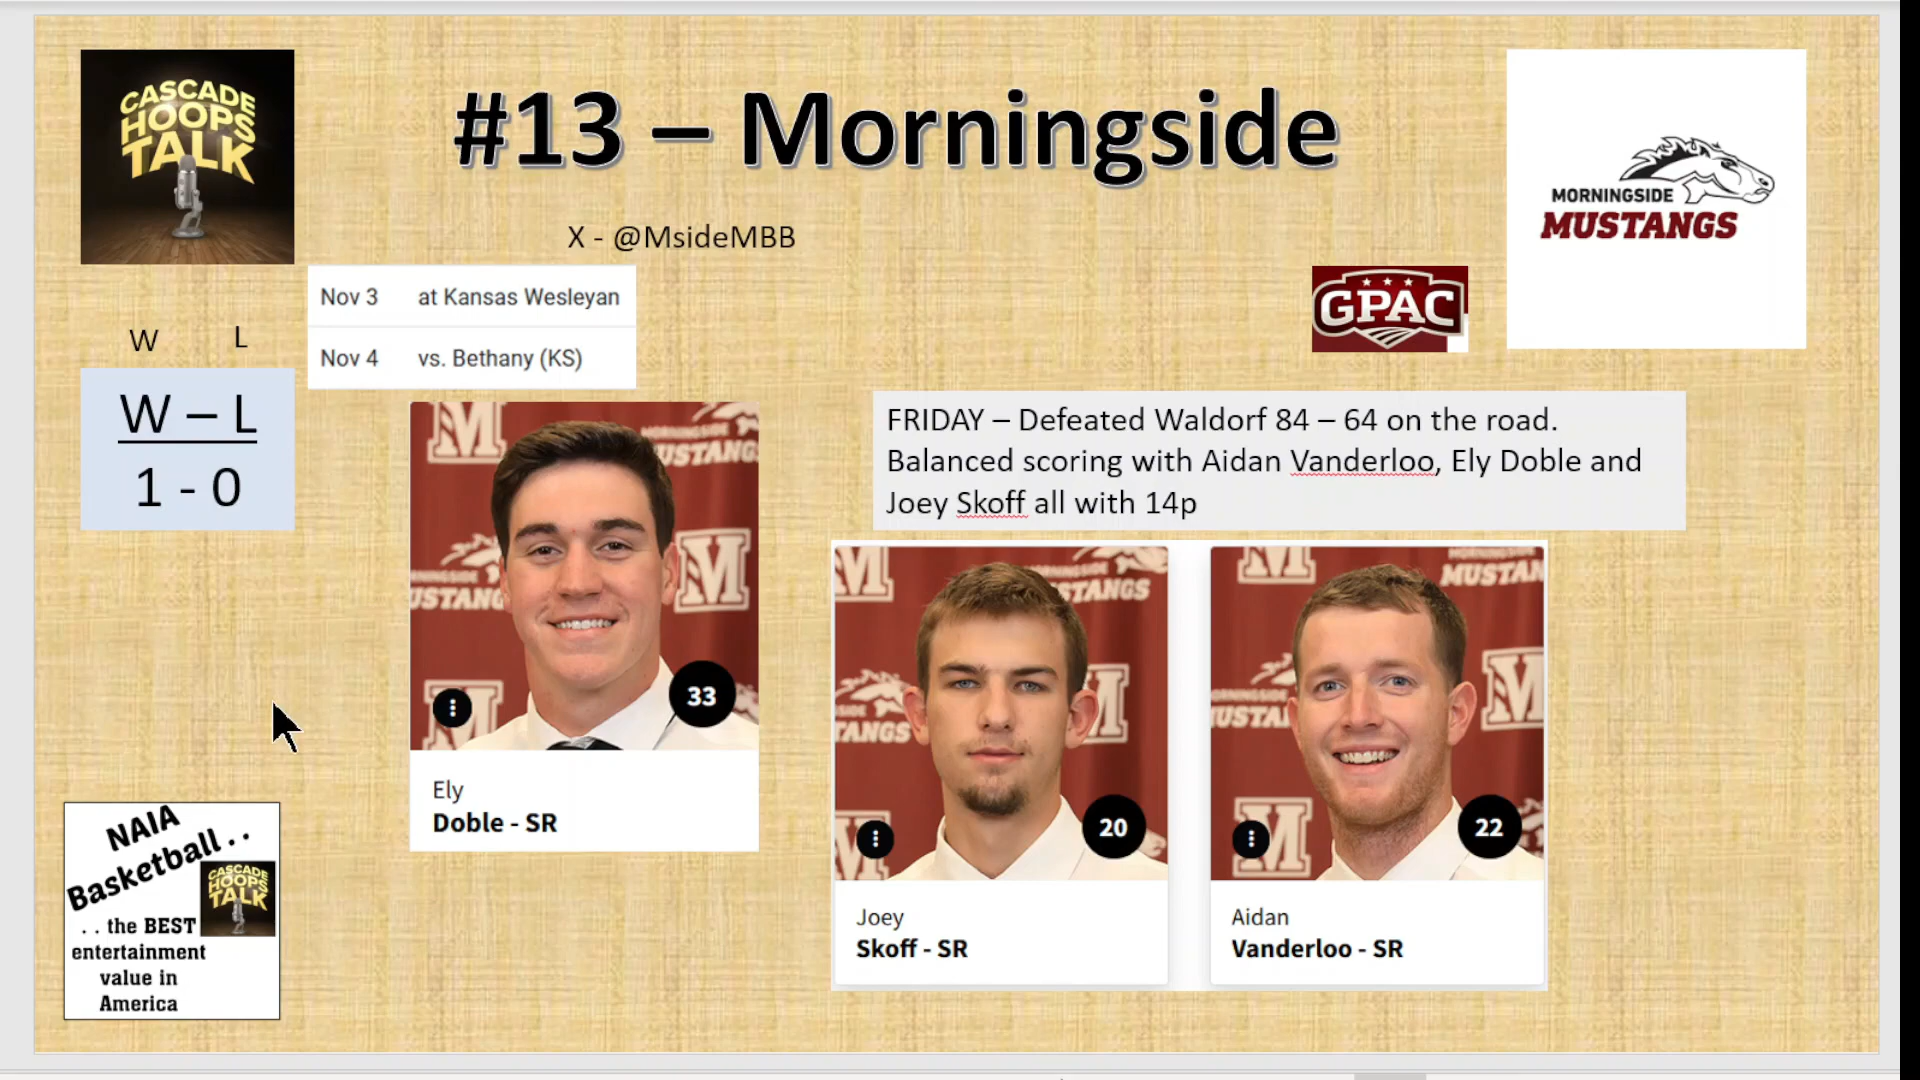 CASCADE
HOOPS
TALK
#13 – Morningside
MORNINGSIDE
MUSTANGS
X - @MsideMBB
Nov 3 at Kansas Wesleyan
Nov 4 vs. Bethany (KS)
GPAC
W L
W – L
1 - 0
FRIDAY – Defeated Waldorf 84 – 64 on the road.
Balanced scoring with Aidan Vanderloo, Ely Doble and
Joey Skoff all with 14p
M
MORNINGSIDE
MUSTANGS
M
33
Ely
Doble - SR
20
Joey
Skoff - SR
22
Aidan
Vanderloo - SR
NAIA
Basketball . .
CASCADE
HOOPS
TALK
. . the BEST
entertainment
value in
America